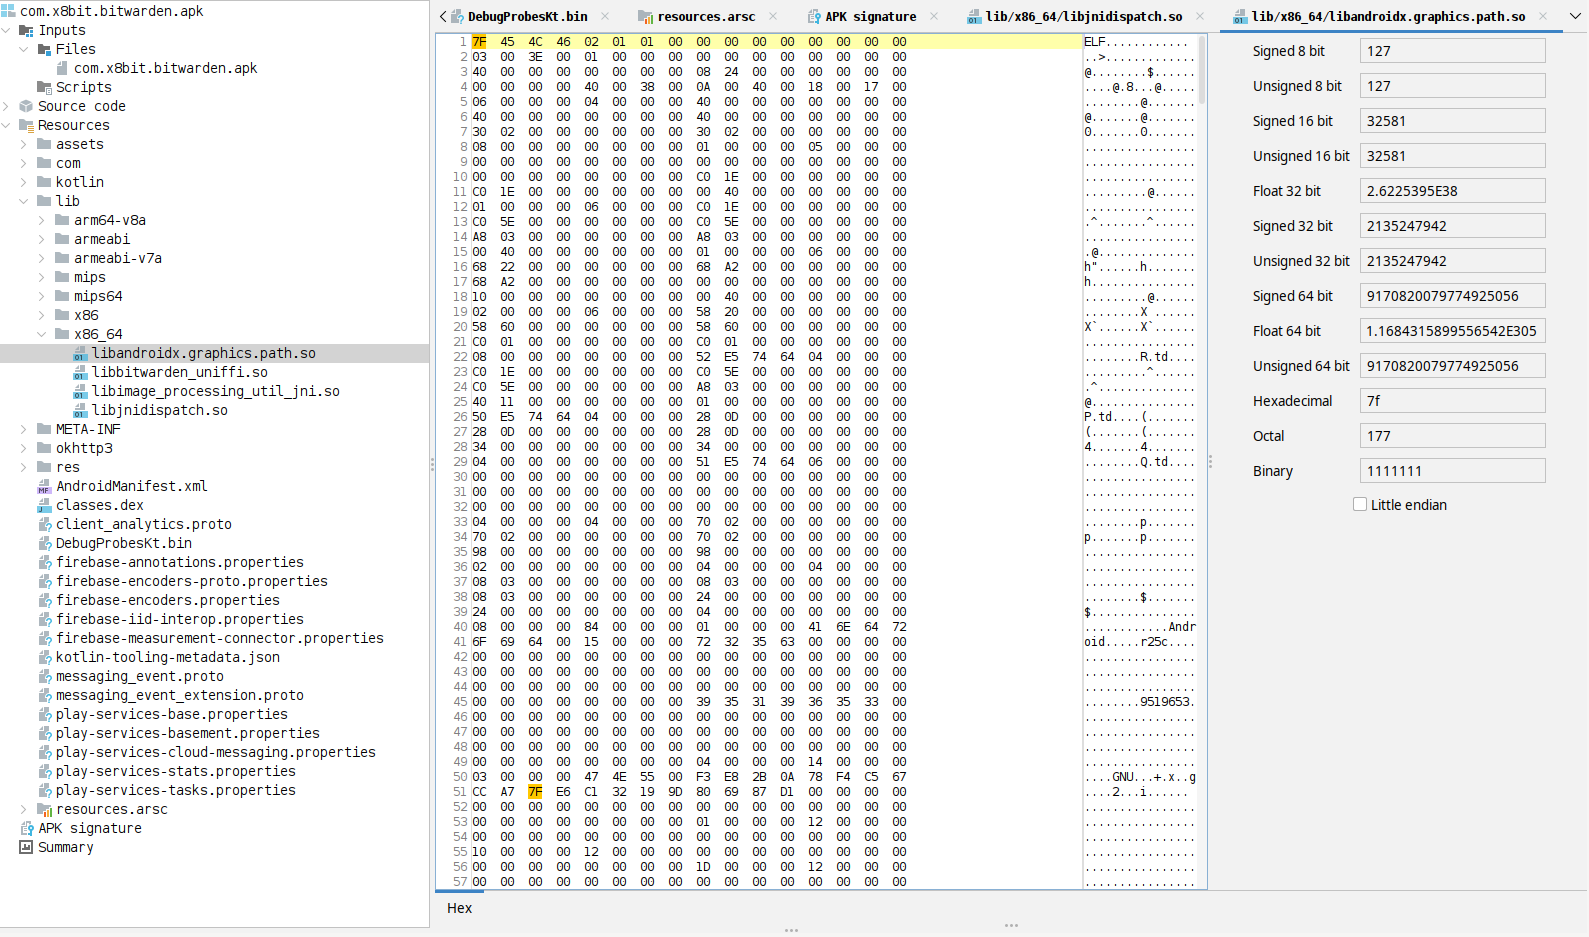 com.x8bit.bitwarden.apk
Inputs
Files
com.x8bit.bitwarden.apk
Scripts
Source code
Resources
assets
com
kotlin
lib
arm64-v8a
armeabi
armeabi-v7a
mips
mips64
x86
x86_64
libandroidx.graphics.path.so
libbitwarden_uniffi.so
libimage_processing_util_jni.so
libjnidispatch.so
META-INF
okhttp3
res
AndroidManifest.xml
classes.dex
client_analytics.proto
DebugProbesKt.bin
firebase-annotations.properties
firebase-encoders-proto.properties
firebase-encoders.properties
firebase-iid-interop.properties
firebase-measurement-connector.properties
kotlin-tooling-metadata.json
messaging_event.proto
messaging_event_extension.proto
play-services-base.properties
play-services-basement.properties
play-services-cloud-messaging.properties
play-services-stats.properties
play-services-tasks.properties
resources.arsc
APK signature
Summary
DebugProbesKt.bin × resources.arsc × APK signature × lib/x86_64/libjnidispatch.so × lib/x86_64/libandroidx.graphics.path.so ×
1 7F 45 4C 46 02 01 01 00 00 00 00 00 00 00 00 00 ELF............
2 03 00 3E 00 01 00 00 00 00 00 00 00 00 00 00 00 ..>.............
3 40 00 00 00 00 00 00 00 08 24 00 00 00 00 00 00 @........$......
4 00 00 00 00 40 00 38 00 0A 00 40 00 18 00 17 00 ....@.8...@.....
5 06 00 00 00 04 00 00 00 40 00 00 00 00 00 00 00 ........@.......
6 40 00 00 00 00 00 00 00 40 00 00 00 00 00 00 00 @.......@.......
7 30 02 00 00 00 00 00 00 30 02 00 00 00 00 00 00 0.......0.......
8 08 00 00 00 00 00 00 00 01 00 00 00 05 00 00 00 ................
9 00 00 00 00 00 00 00 00 00 00 00 00 00 00 00 00 ................
10 00 00 00 00 00 00 00 00 C0 1E 00 00 00 00 00 00 ................
11 C0 1E 00 00 00 00 00 00 00 40 00 00 00 00 00 00 .........@......
12 01 00 00 00 06 00 00 00 C0 1E 00 00 00 00 00 00 ................
13 C0 5E 00 00 00 00 00 00 C0 5E 00 00 00 00 00 00 .^.......^......
14 A8 03 00 00 00 00 00 00 A8 03 00 00 00 00 00 00 ................
15 00 40 00 00 00 00 00 00 01 00 00 00 06 00 00 00 .@..............
16 68 22 00 00 00 00 00 00 68 A2 00 00 00 00 00 00 h"......h.......
17 68 A2 00 00 00 00 00 00 00 00 00 00 00 00 00 00 h...............
18 10 00 00 00 00 00 00 00 00 40 00 00 00 00 00 00 .........@......
19 02 00 00 00 06 00 00 00 58 20 00 00 00 00 00 00 ........X.......
20 58 60 00 00 00 00 00 00 58 60 00 00 00 00 00 00 X`......X`......
21 C0 01 00 00 00 00 00 00 C0 01 00 00 00 00 00 00 ................
22 08 00 00 00 00 00 00 00 52 E5 74 64 04 00 00 00 ........R.td....
23 C0 1E 00 00 00 00 00 00 C0 5E 00 00 00 00 00 00 .........^......
24 C0 5E 00 00 00 00 00 00 A8 03 00 00 00 00 00 00 .^..............
25 40 11 00 00 00 00 00 00 01 00 00 00 00 00 00 00 @...............
26 50 E5 74 64 04 00 00 00 28 0D 00 00 00 00 00 00 P.td....(.......
27 28 0D 00 00 00 00 00 00 28 0D 00 00 00 00 00 00 (.......(.......
28 34 00 00 00 00 00 00 00 34 00 00 00 00 00 00 00 4.......4.......
29 04 00 00 00 00 00 00 00 51 E5 74 64 06 00 00 00 ........Q.td....
30 00 00 00 00 00 00 00 00 00 00 00 00 00 00 00 00 ................
31 00 00 00 00 00 00 00 00 00 00 00 00 00 00 00 00 ................
32 00 00 00 00 00 00 00 00 00 00 00 00 00 00 00 00 ................
33 04 00 00 00 04 00 00 00 70 02 00 00 00 00 00 00 ........p.......
34 70 02 00 00 00 00 00 00 70 02 00 00 00 00 00 00 p.......p.......
35 98 00 00 00 00 00 00 00 98 00 00 00 00 00 00 00 ................
36 02 00 00 00 00 00 00 00 04 00 00 00 04 00 00 00 ................
37 08 03 00 00 00 00 00 00 08 03 00 00 00 00 00 00 ................
38 08 03 00 00 00 00 00 00 24 00 00 00 00 00 00 00 ........$.......
39 24 00 00 00 00 00 00 00 04 00 00 00 00 00 00 00 $...............
40 08 00 00 00 84 00 00 00 01 00 00 00 41 6E 64 72 ............Andr
41 6F 69 64 00 15 00 00 00 72 32 35 63 00 00 00 00 oid.....r25c....
42 00 00 00 00 00 00 00 00 00 00 00 00 00 00 00 00 ................
43 00 00 00 00 00 00 00 00 00 00 00 00 00 00 00 00 ................
44 00 00 00 00 00 00 00 00 00 00 00 00 00 00 00 00 ................
45 00 00 00 00 00 00 00 00 39 35 31 39 36 35 33 00 ........9519653.
46 00 00 00 00 00 00 00 00 00 00 00 00 00 00 00 00 ................
47 00 00 00 00 00 00 00 00 00 00 00 00 00 00 00 00 ................
48 00 00 00 00 00 00 00 00 00 00 00 00 00 00 00 00 ................
49 00 00 00 00 00 00 00 00 04 00 00 00 14 00 00 00 ................
50 03 00 00 00 47 4E 55 00 F3 E8 2B 0A 78 F4 C5 67 ....GNU...+.x..g
51 CC A7 7F E6 C1 32 19 9D 80 69 87 D1 00 00 00 00 .....2...i......
52 00 00 00 00 00 00 00 00 00 00 00 00 00 00 00 00 ................
53 00 00 00 00 00 00 00 00 01 00 00 00 12 00 00 00 ................
54 00 00 00 00 00 00 00 00 00 00 00 00 00 00 00 00 ................
55 10 00 00 00 12 00 00 00 00 00 00 00 00 00 00 00 ................
56 00 00 00 00 00 00 00 00 1D 00 00 00 12 00 00 00 ................
57 00 00 00 00 00 00 00 00 00 00 00 00 00 00 00 00 ................
Hex
Signed 8 bit 127
Unsigned 8 bit 127
Signed 16 bit 32581
Unsigned 16 bit 32581
Float 32 bit 2.6225395E38
Signed 32 bit 2135247942
Unsigned 32 bit 2135247942
Signed 64 bit 9170820079774925056
Float 64 bit 1.1684315899556542E305
Unsigned 64 bit 9170820079774925056
Hexadecimal 7f
Octal 177
Binary 1111111
Little endian